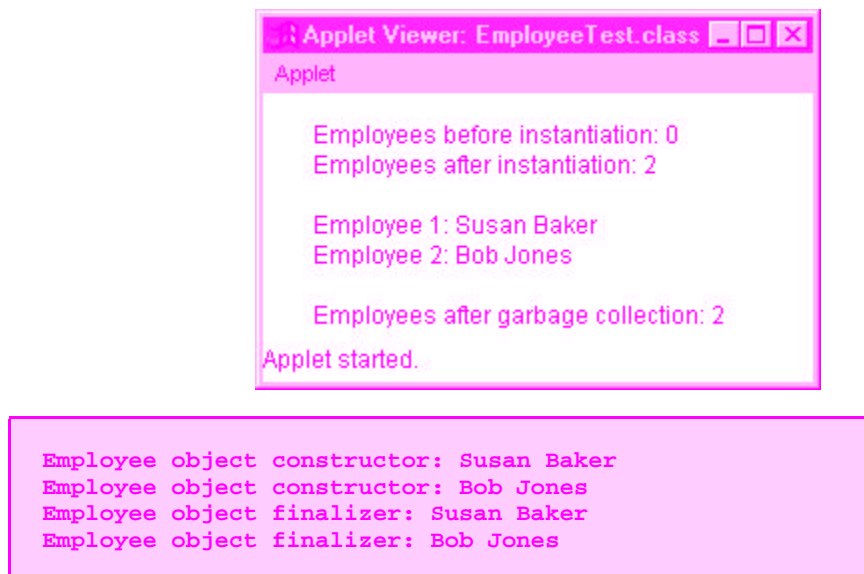 Applet Viewer: EmployeeTest.class
Applet
Employees before instantiation: 0
Employees after instantiation: 2
Employee 1: Susan Baker
Employee 2: Bob Jones
Employees after garbage collection: 2
Applet started.
Employee object constructor: Susan Baker
Employee object constructor: Bob Jones
Employee object finalizer: Susan Baker
Employee object finalizer: Bob Jones